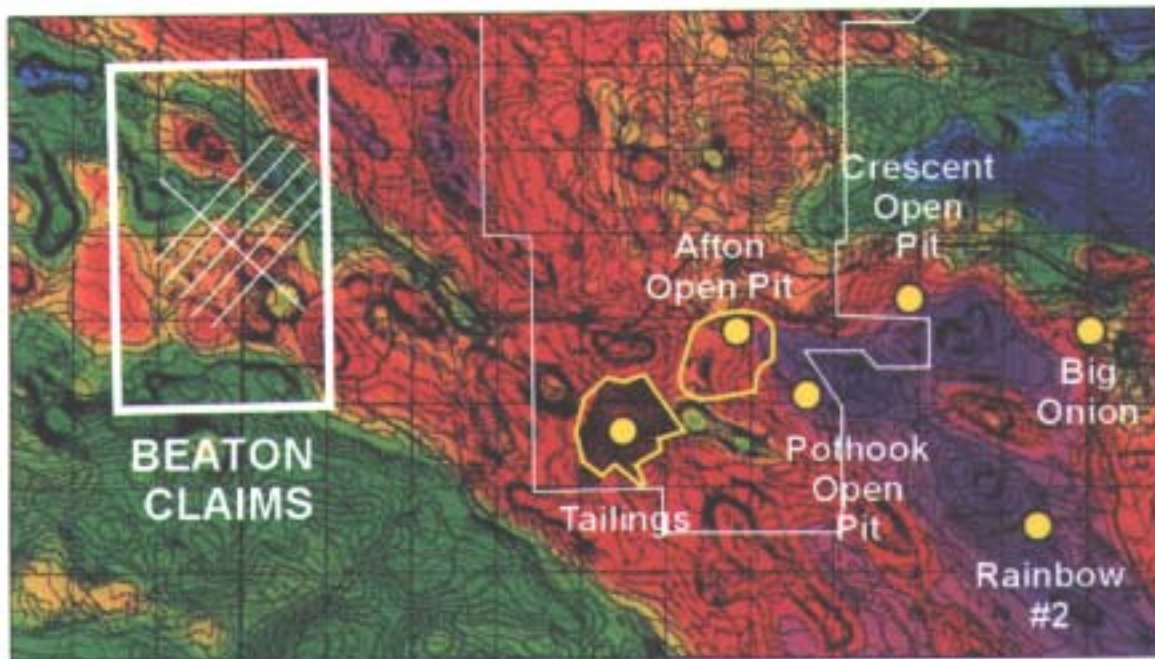 Crescent
Open
Pit
Afton
Open Pit
Big
Onion
BEATON
CLAIMS
Pothook
Open
Pit
Tailings
Rainbow
#2